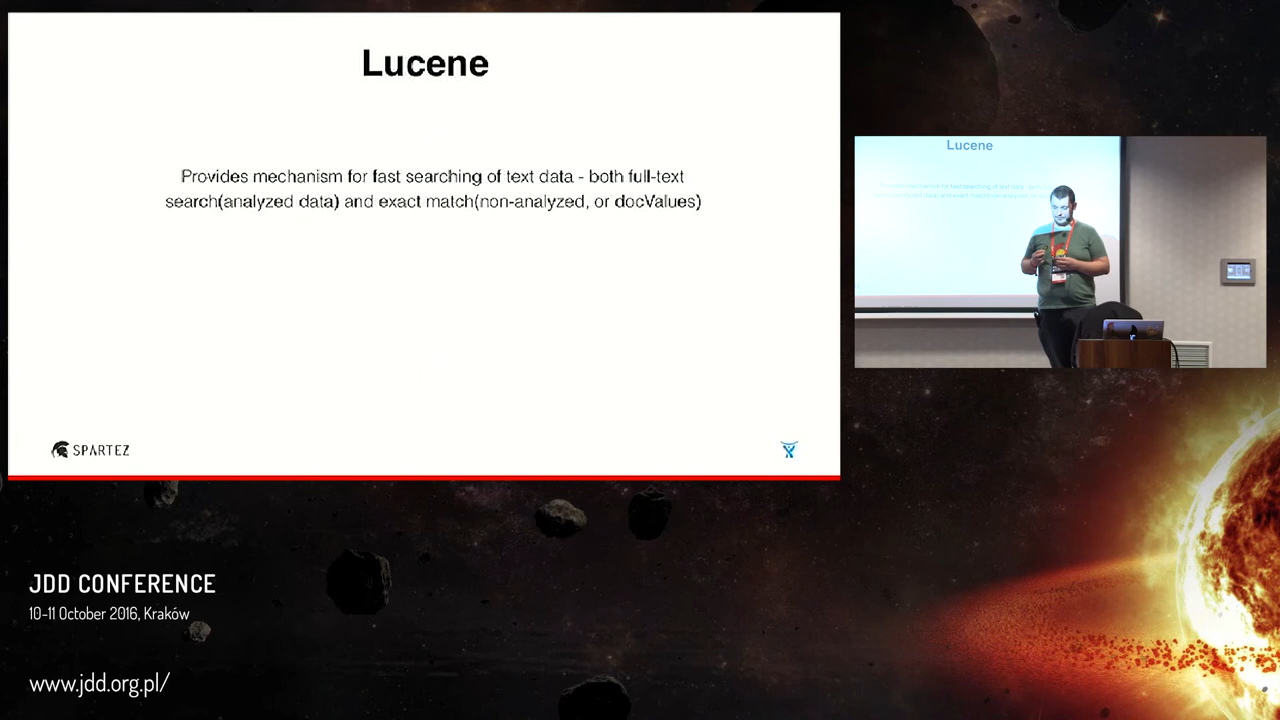 Lucene
Provides mechanism for fast searching of text data - both full-text
search(analyzed data) and exact match(non-analyzed, or docValues)
SPARTEZ
Lucene
JDD CONFERENCE
10-11 October 2016, Kraków
www.jdd.org.pl/